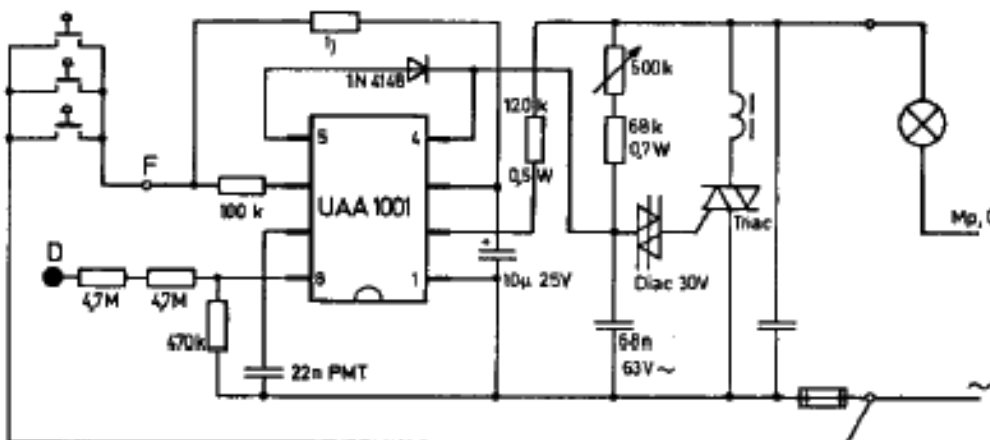 1)
1N 4148
500k
120k
0,5W
68k
0,7W
5
4
F
100 k
UAA 1001
Triac
Mp,
D
4,7M
4,7M
8
1
+
10µ 25V
Diac 30V
470k
22n PMT
68n
63V ~
~